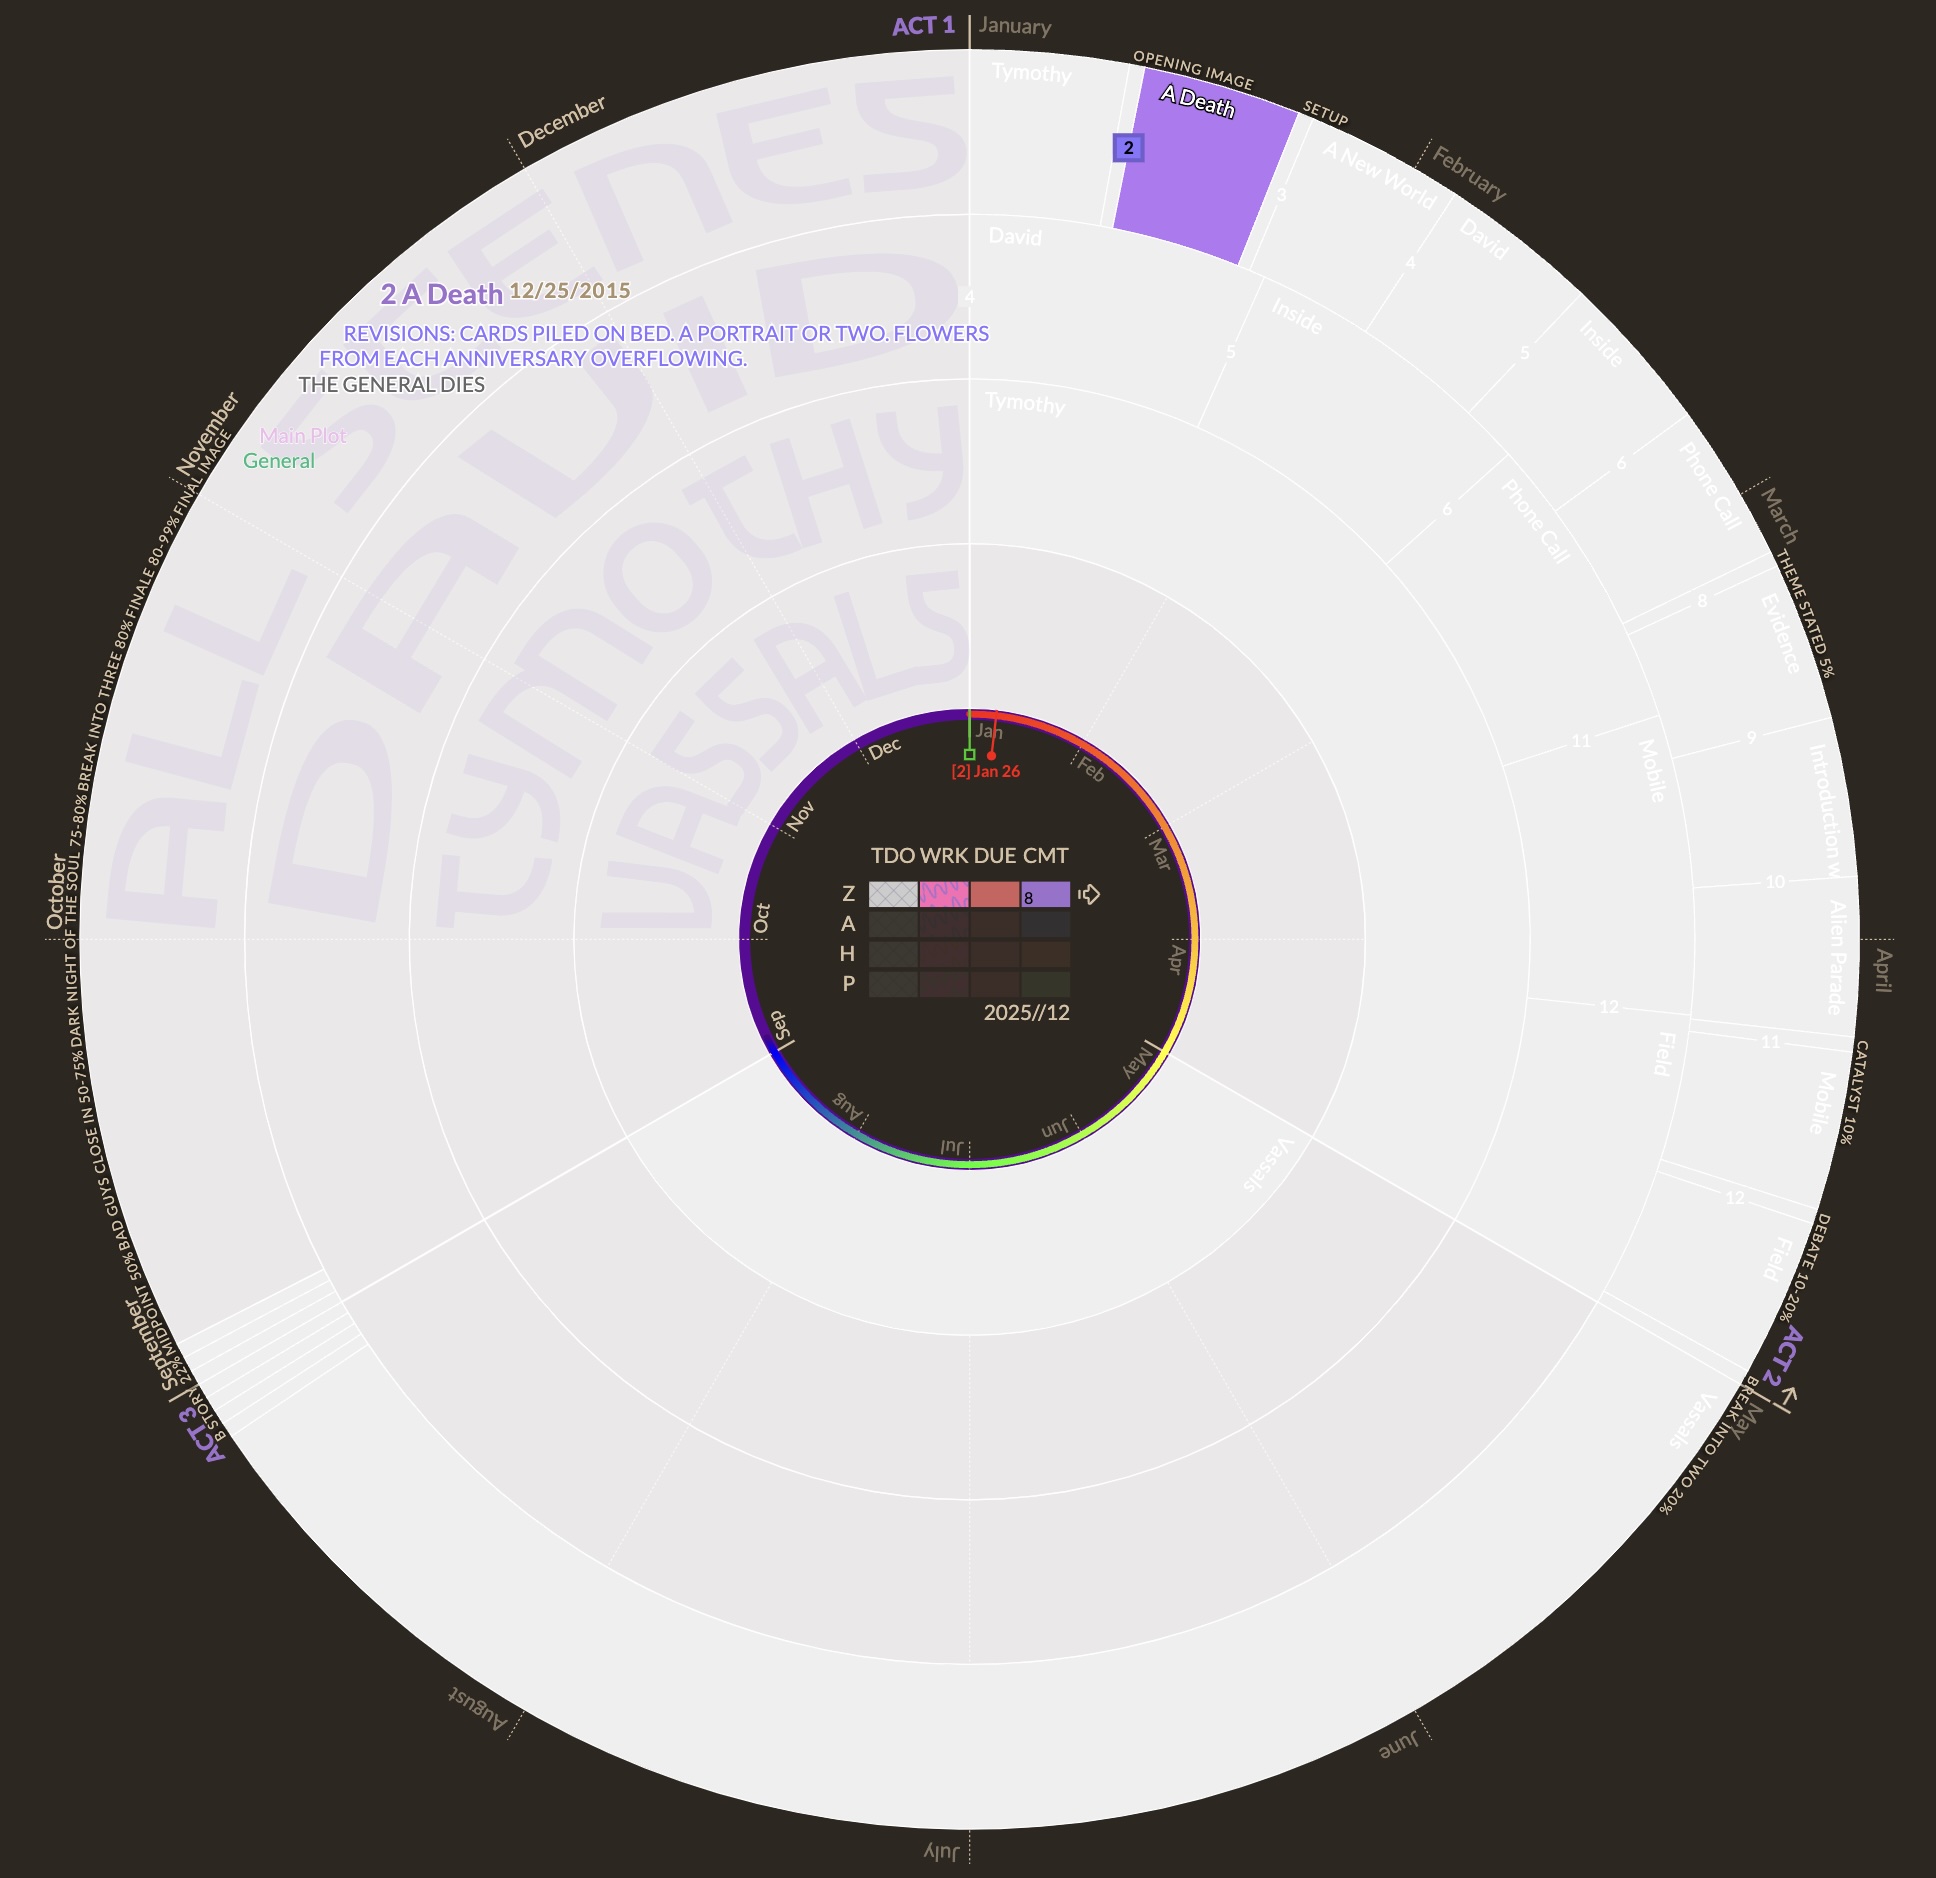 ACT 1
January
OPENING IMAGE
SETUP
February
March
THEME STATED 5%
April
CATALYST 10%
DEBATE 10-20%
ACT 2
BREAK INTO TWO 20%
May
June
July
August
ACT 3
B STORY 22%
September
MIDPOINT 50%
BAD GUYS CLOSE IN 50-75%
DARK NIGHT OF THE SOUL 75-80%
October
BREAK INTO THREE 80%
FINALE 80-99%
FINAL IMAGE
November
December
ALL SCENES
DAVID
TYMOTHY
VASSALS
2 A Death 12/25/2015
REVISIONS: CARDS PILED ON BED. A PORTRAIT OR TWO. FLOWERS
FROM EACH ANNIVERSARY OVERFLOWING.
THE GENERAL DIES
Main Plot
General
Tymothy
2
A Death
3
A New World
4
David
5
Inside
6
Phone Call
8
Evidence
9
Introduction w
10
Alien Parade
11
Mobile
12
Field
Vassals
4
David
5
Inside
6
Phone Call
11
Mobile
12
Field
Tymothy
Vassals
Jan
Feb
Mar
Apr
May
Jun
Jul
Aug
Sep
Oct
Nov
Dec
[2] Jan 26
TDO WRK DUE CMT
Z 8
A
H
P
2025//12